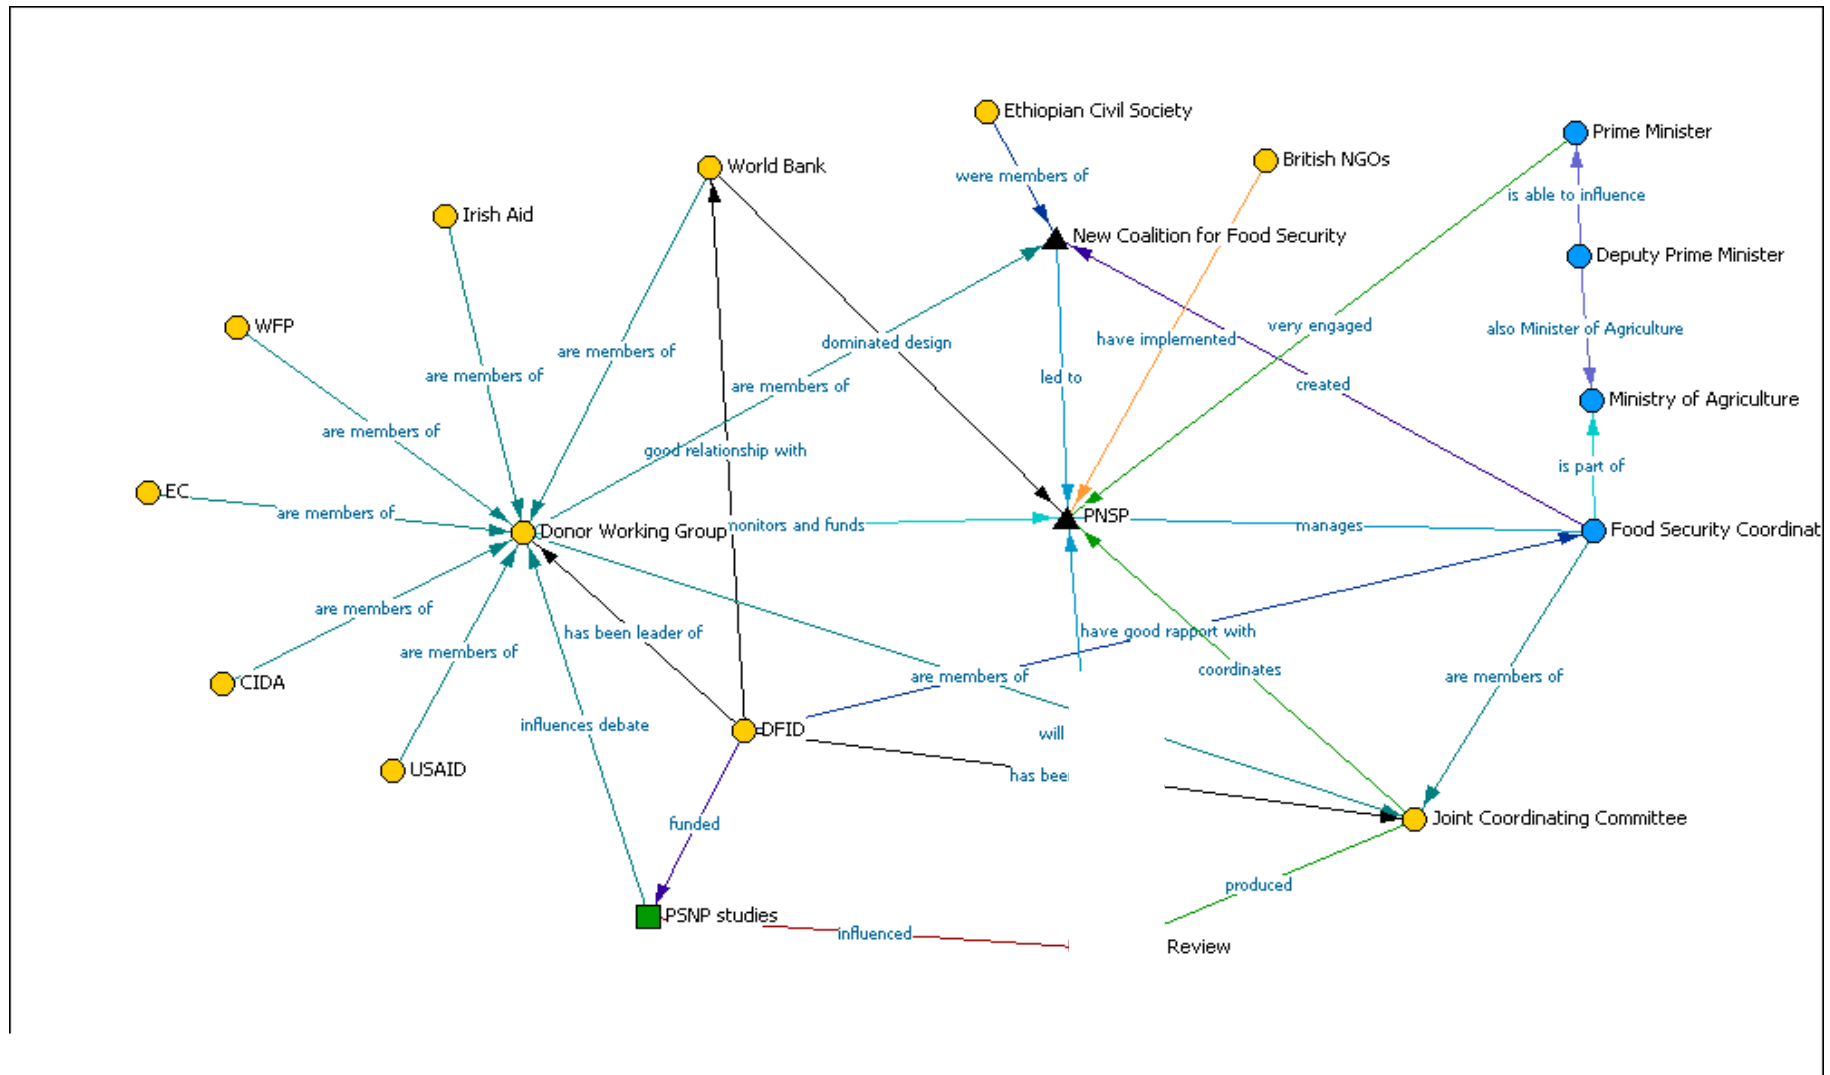 Ethiopian Civil Society
Prime Minister
British NGOs
World Bank
were members of
is able to influence
Irish Aid
New Coalition for Food Security
Deputy Prime Minister
WFP
very engaged
also Minister of Agriculture
have implemented
dominated design
are members of
are members of
led to
created
are members of
Ministry of Agriculture
are members of
good relationship with
is part of
EC
are members of
PNSP
monitors and funds
manages
Donor Working Group
Food Security Coordinat
are members of
has been leader of
have good rapport with
are members of
coordinates
are members of
are members of
CIDA
influences debate
DFID
will
USAID
has bee
Joint Coordinating Committee
funded
produced
PSNP studies
influenced
Review